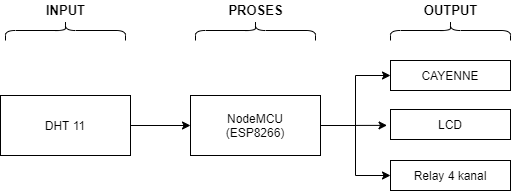 INPUT
PROSES
OUTPUT
DHT 11
NodeMCU
(ESP8266)
CAYENNE
LCD
Relay 4 kanal